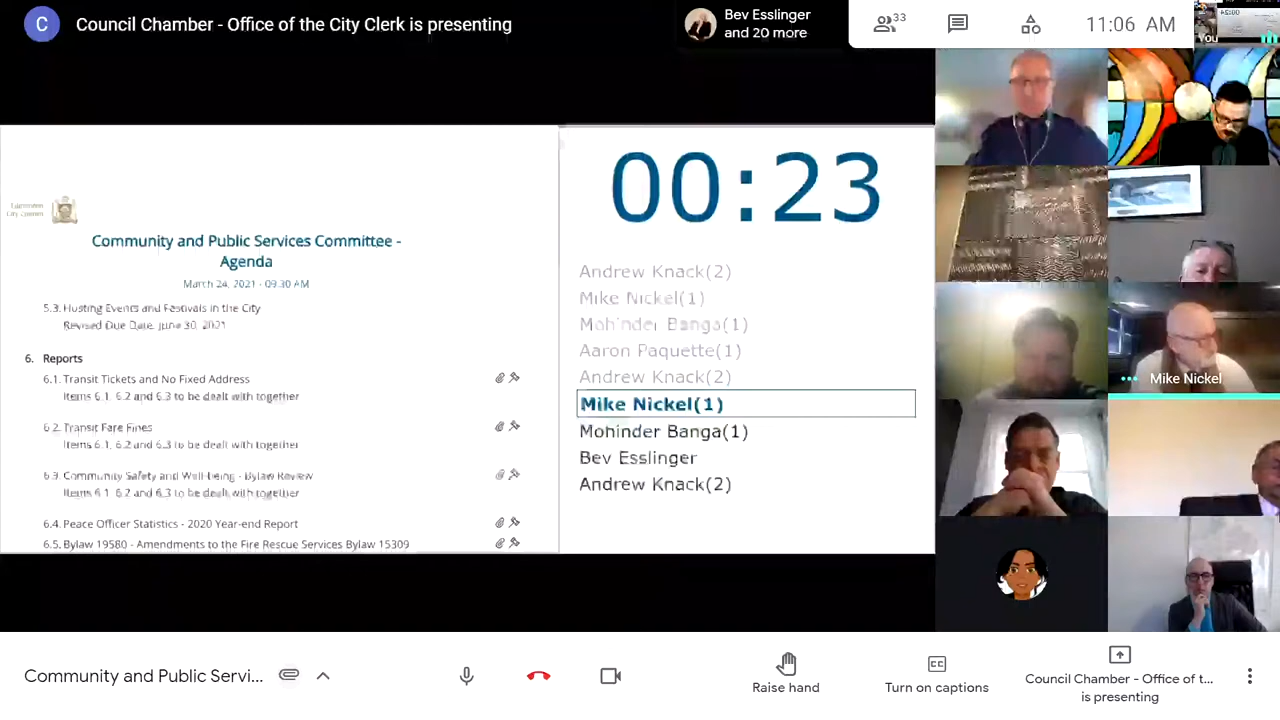 C
Council Chamber - Office of the City Clerk is presenting
Bev Esslinger
and 20 more
33
11:06 AM
You
Community and Public Services Committee -
Agenda
March 24, 2021 - 09:30 AM
5.3. Hosting Events and Festivals in the City
Revised Due Date: June 30, 2021
6. Reports
6.1. Transit Tickets and No Fixed Address
Items 6.1, 6.2 and 6.3 to be dealt with together
6.2. Transit Fare Fines
Items 6.1, 6.2 and 6.3 to be dealt with together
6.3. Community Safety and Well-being - Bylaw Review
Items 6.1, 6.2 and 6.3 to be dealt with together
6.4. Peace Officer Statistics - 2020 Year-end Report
6.5. Bylaw 19580 - Amendments to the Fire Rescue Services Bylaw 15309
00:23
Andrew Knack(2)
Mike Nickel(1)
Mohinder Banga(1)
Aaron Paquette(1)
Andrew Knack(2)
Mike Nickel(1)
Mohinder Banga(1)
Bev Esslinger
Andrew Knack(2)
Mike Nickel
Community and Public Servi...
Raise hand
Turn on captions
Council Chamber - Office of t...
is presenting